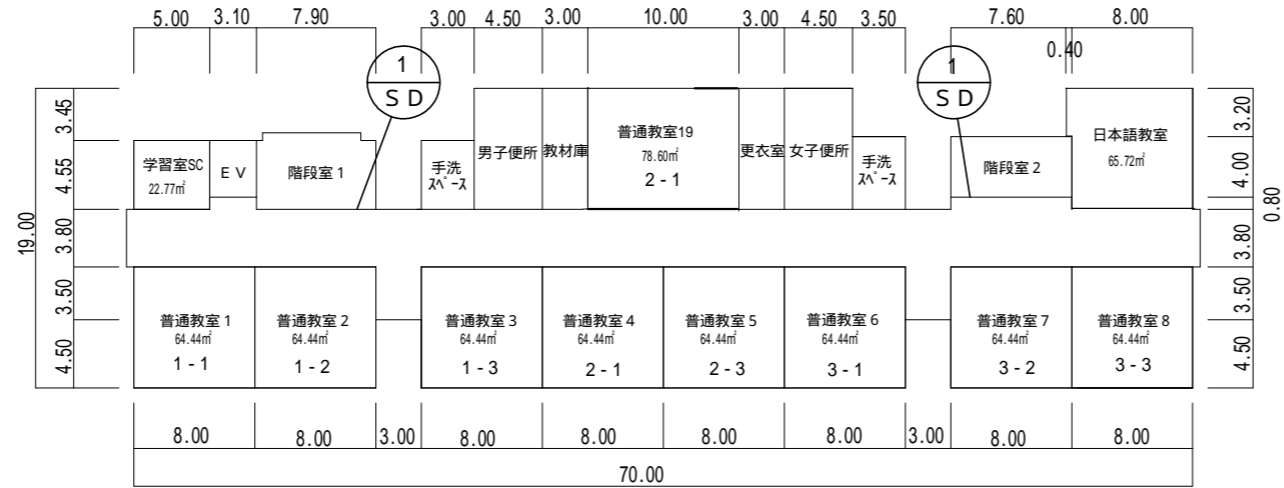 5.00 3.10 7.90 3.00 4.50 3.00 10.00 3.00 4.50 3.50 7.60 8.00
0.40
1
S D
1
S D
3.45
4.55
3.80
3.50
4.50
19.00
学習室SC
22.77㎡
E V
階段室1
手洗
ｽﾍﾟｰｽ
男子便所
教材庫
普通教室19
78.60㎡
2-1
更衣室
女子便所
手洗
ｽﾍﾟｰｽ
階段室2
日本語教室
65.72㎡
3.20
4.00
0.80
3.80
3.50
4.50
普通教室1
64.44㎡
1-1
普通教室2
64.44㎡
1-2
普通教室3
64.44㎡
1-3
普通教室4
64.44㎡
2-1
普通教室5
64.44㎡
2-3
普通教室6
64.44㎡
3-1
普通教室7
64.44㎡
3-2
普通教室8
64.44㎡
3-3
8.00 8.00 3.00 8.00 8.00 8.00 8.00 3.00 8.00 8.00
70.00